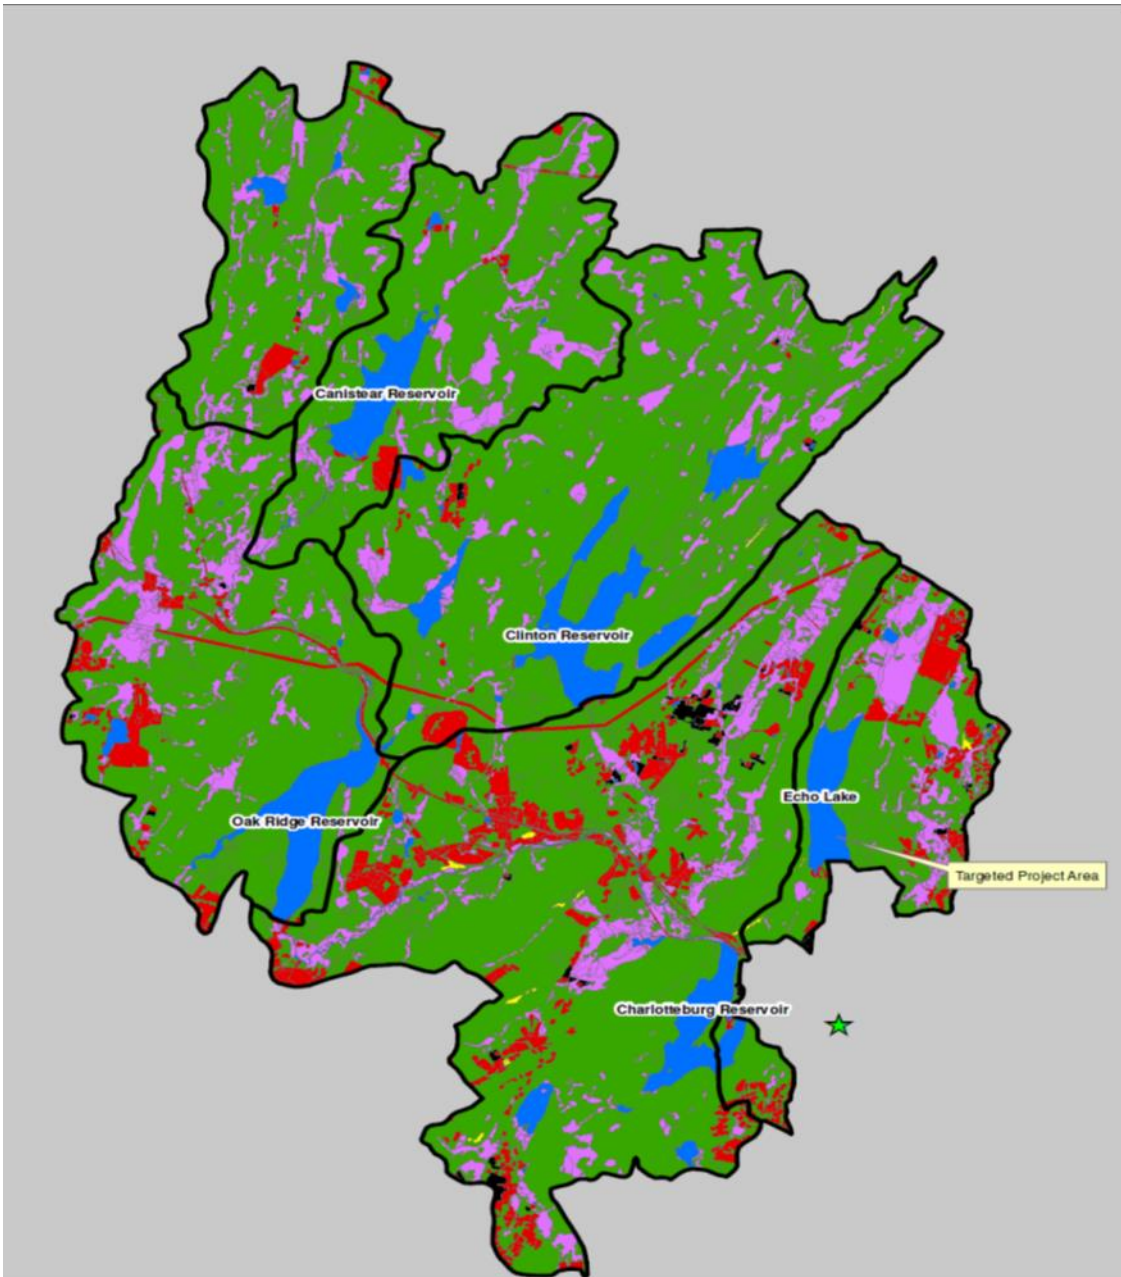 Canistear Reservoir
Clinton Reservoir
Echo Lake
Oak Ridge Reservoir
Targeted Project Area
Charlotteburg Reservoir